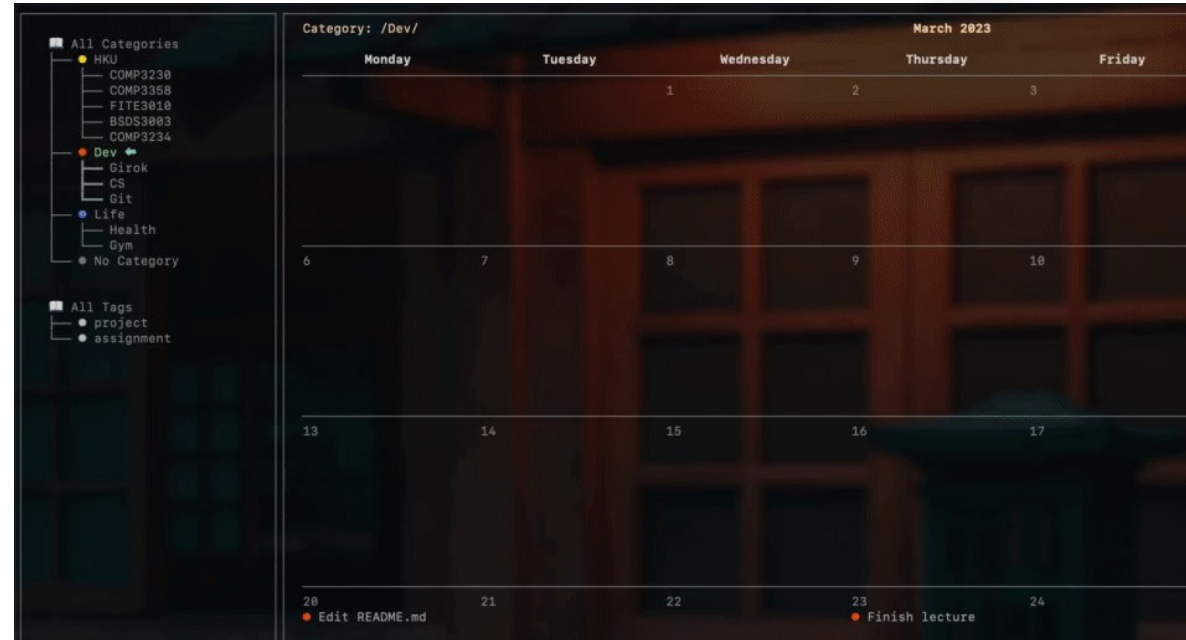 All Categories
HKU
COMP3230
COMP3358
FITE3010
BSDS3003
COMP3234
Dev
Girok
CS
Git
Life
Health
Gym
No Category
All Tags
project
assignment
Category: /Dev/
March 2023
Monday Tuesday Wednesday Thursday Friday
1 2 3
6 7 8 9 10
13 14 15 16 17
20 21 22 23 24
Edit README.md Finish lecture